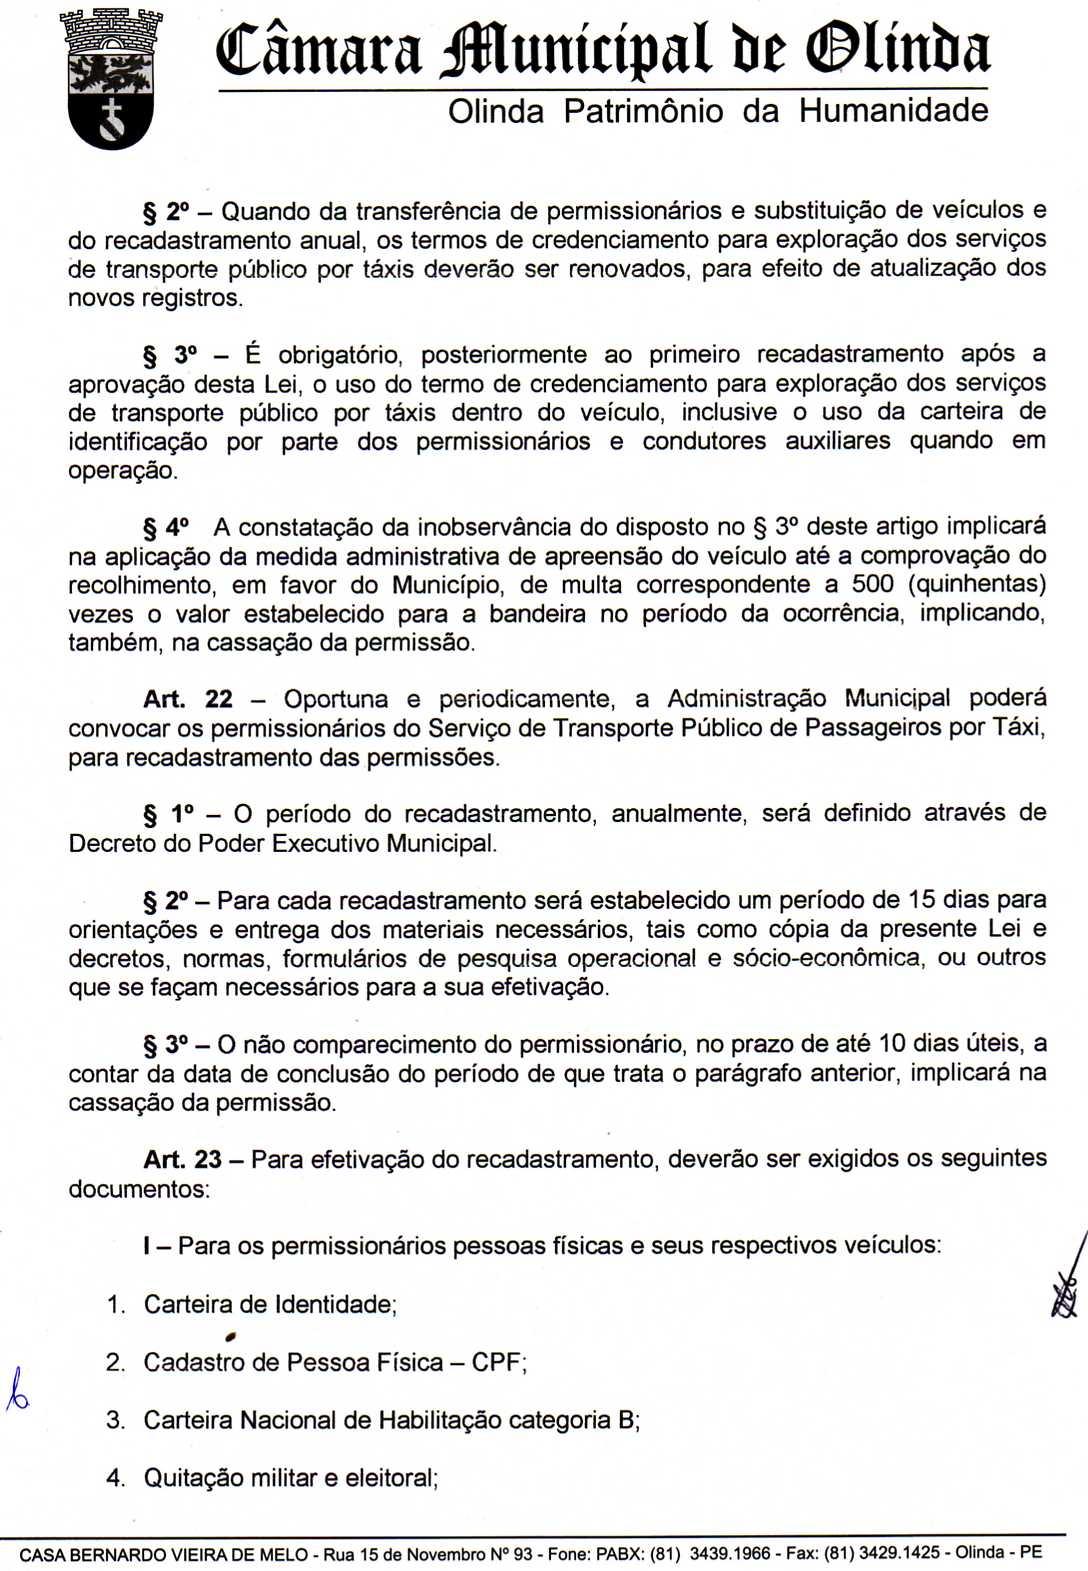 Câmara Municipal de Olinda
Olinda Patrimônio da Humanidade
§ 2º – Quando da transferência de permissionários e substituição de veículos e
do recadastramento anual, os termos de credenciamento para exploração dos serviços
de transporte público por táxis deverão ser renovados, para efeito de atualização dos
novos registros.
§ 3º – É obrigatório, posteriormente ao primeiro recadastramento após a
aprovação desta Lei, o uso do termo de credenciamento para exploração dos serviços
de transporte público por táxis dentro do veículo, inclusive o uso da carteira de
identificação por parte dos permissionários e condutores auxiliares quando em
operação.
§ 4º A constatação da inobservância do disposto no § 3º deste artigo implicará
na aplicação da medida administrativa de apreensão do veículo até a comprovação do
recolhimento, em favor do Município, de multa correspondente a 500 (quinhentas)
vezes o valor estabelecido para a bandeira no período da ocorrência, implicando,
também, na cassação da permissão.
Art. 22 – Oportuna e periodicamente, a Administração Municipal poderá
convocar os permissionários do Serviço de Transporte Público de Passageiros por Táxi,
para recadastramento das permissões.
§ 1º – O período do recadastramento, anualmente, será definido através de
Decreto do Poder Executivo Municipal.
§ 2º – Para cada recadastramento será estabelecido um período de 15 dias para
orientações e entrega dos materiais necessários, tais como cópia da presente Lei e
decretos, normas, formulários de pesquisa operacional e sócio-econômica, ou outros
que se façam necessários para a sua efetivação.
§ 3º – O não comparecimento do permissionário, no prazo de até 10 dias úteis, a
contar da data de conclusão do período de que trata o parágrafo anterior, implicará na
cassação da permissão.
Art. 23 – Para efetivação do recadastramento, deverão ser exigidos os seguintes
documentos:
I – Para os permissionários pessoas físicas e seus respectivos veículos:
1. Carteira de Identidade;
2. Cadastro de Pessoa Física – CPF;
3. Carteira Nacional de Habilitação categoria B;
4. Quitação militar e eleitoral;
CASA BERNARDO VIEIRA DE MELO - Rua 15 de Novembro Nº 93 - Fone: PABX: (81) 3439.1966 - Fax: (81) 3429.1425 - Olinda - PE